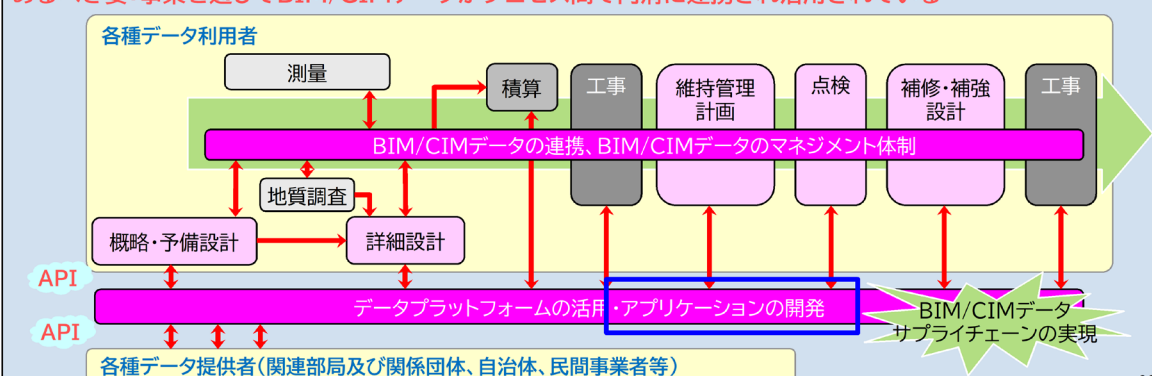 各種データ利用者
測量
積算
工事
維持管理
計画
点検
補修・補強
設計
工事
BIM/CIMデータの連携、BIM/CIMデータのマネジメント体制
地質調査
概略・予備設計
詳細設計
API
データプラットフォームの活用・アプリケーションの開発
BIM/CIMデータ
サプライチェーンの実現
API
各種データ提供者(関連部局及び関係団体、自治体、民間事業者等)